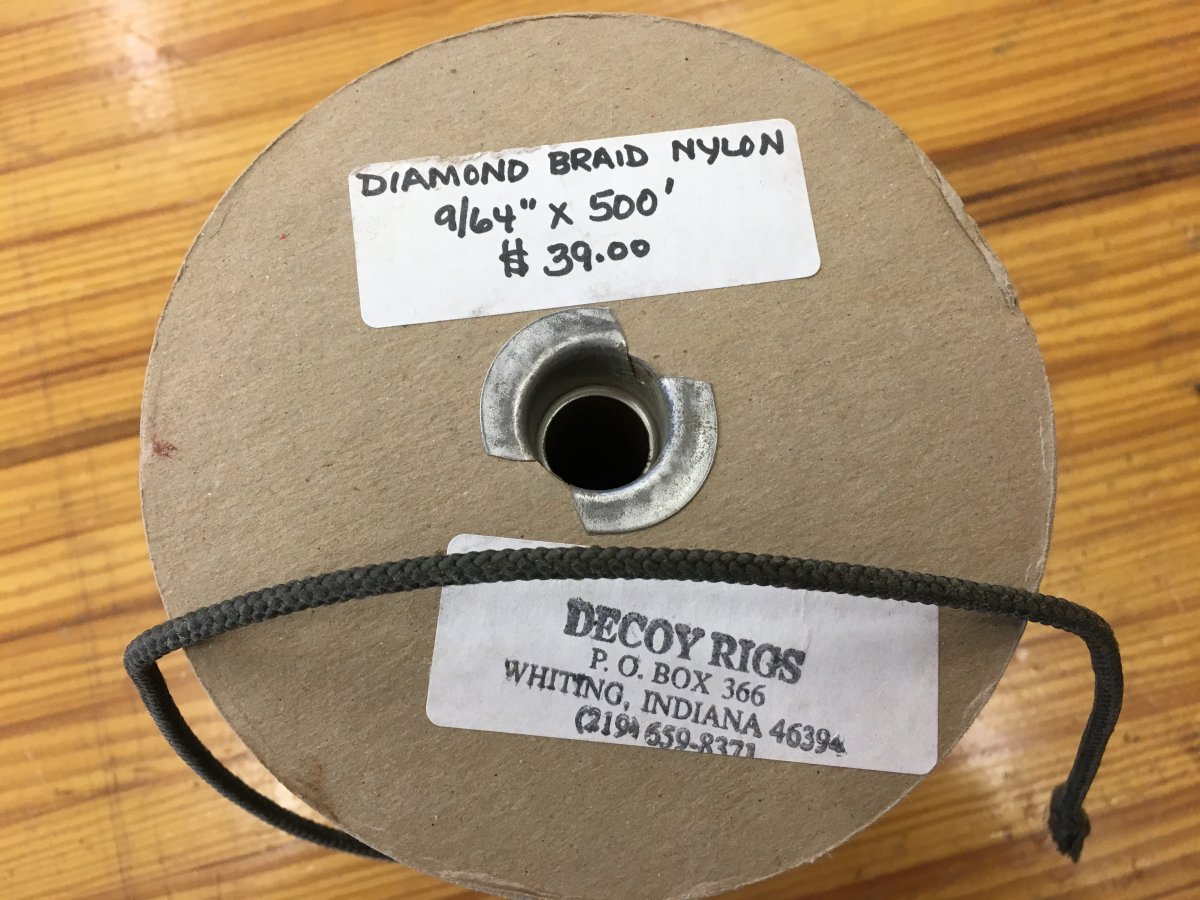 DIAMOND BRAID NYLON
9/64" x 500'
$ 39.00
DECOY RIGS
P. O. BOX 366
WHITING, INDIANA 46394
(219) 659-8371